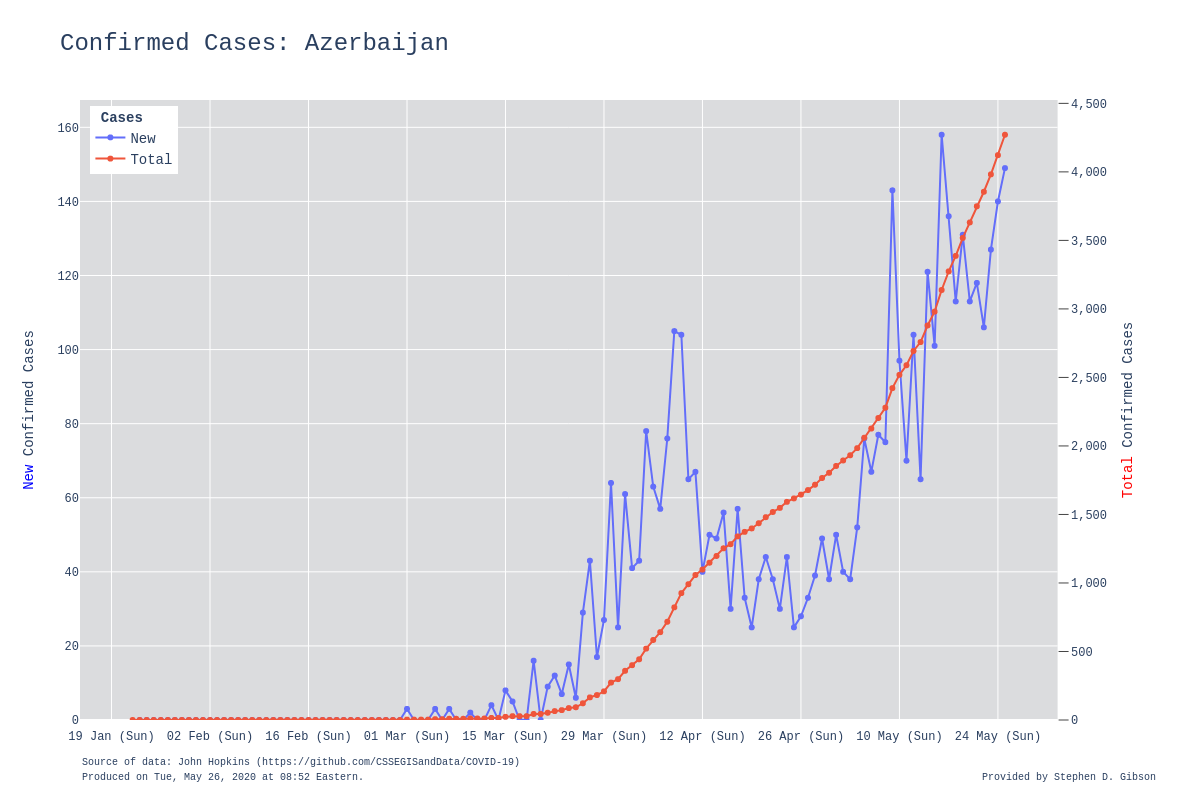 Confirmed Cases: Azerbaijan
Cases
New
Total
160
140
120
100
80
60
40
20
0
New Confirmed Cases
4,500
4,000
3,500
3,000
2,500
2,000
1,500
1,000
500
0
Total Confirmed Cases
19 Jan (Sun) 02 Feb (Sun) 16 Feb (Sun) 01 Mar (Sun) 15 Mar (Sun) 29 Mar (Sun) 12 Apr (Sun) 26 Apr (Sun) 10 May (Sun) 24 May (Sun)
Source of data: John Hopkins (https://github.com/CSSEGISandData/COVID-19)
Produced on Tue, May 26, 2020 at 08:52 Eastern.
Provided by Stephen D. Gibson